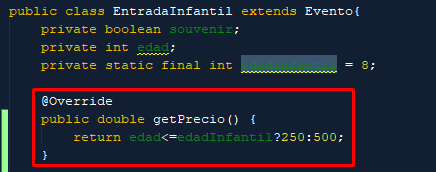 public class EntradaInfantil extends Evento{
private boolean souvenir;
private int edad;
private static final int edadInfantil = 8;
@Override
public double getPrecio() {
return edad<=edadInfantil?250:500;
}